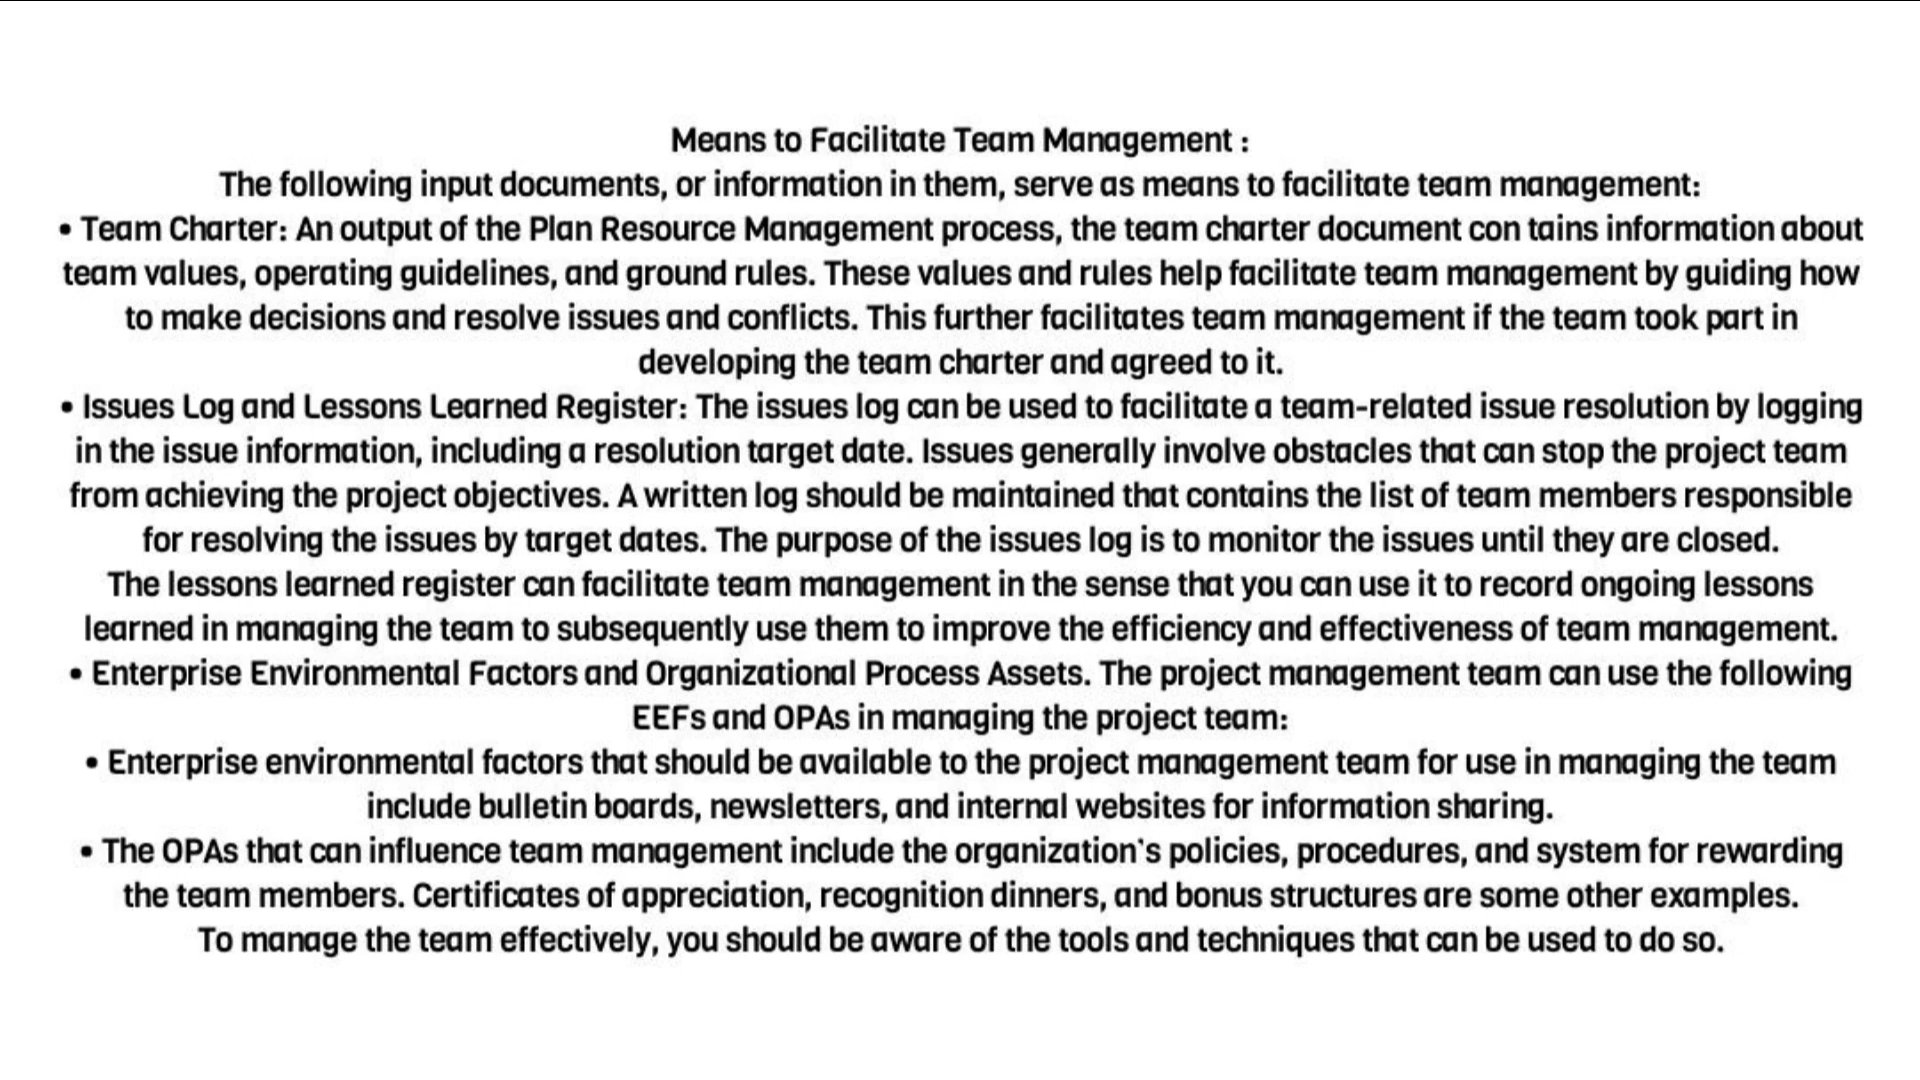 Means to Facilitate Team Management :
The following input documents, or information in them, serve as means to facilitate team management:
• Team Charter: An output of the Plan Resource Management process, the team charter document con tains information about
team values, operating guidelines, and ground rules. These values and rules help facilitate team management by guiding how
to make decisions and resolve issues and conflicts. This further facilitates team management if the team took part in
developing the team charter and agreed to it.
• Issues Log and Lessons Learned Register: The issues log can be used to facilitate a team-related issue resolution by logging
in the issue information, including a resolution target date. Issues generally involve obstacles that can stop the project team
from achieving the project objectives. A written log should be maintained that contains the list of team members responsible
for resolving the issues by target dates. The purpose of the issues log is to monitor the issues until they are closed.
The lessons learned register can facilitate team management in the sense that you can use it to record ongoing lessons
learned in managing the team to subsequently use them to improve the efficiency and effectiveness of team management.
• Enterprise Environmental Factors and Organizational Process Assets. The project management team can use the following
EEFs and OPAs in managing the project team:
• Enterprise environmental factors that should be available to the project management team for use in managing the team
include bulletin boards, newsletters, and internal websites for information sharing.
• The OPAs that can influence team management include the organization's policies, procedures, and system for rewarding
the team members. Certificates of appreciation, recognition dinners, and bonus structures are some other examples.
To manage the team effectively, you should be aware of the tools and techniques that can be used to do so.